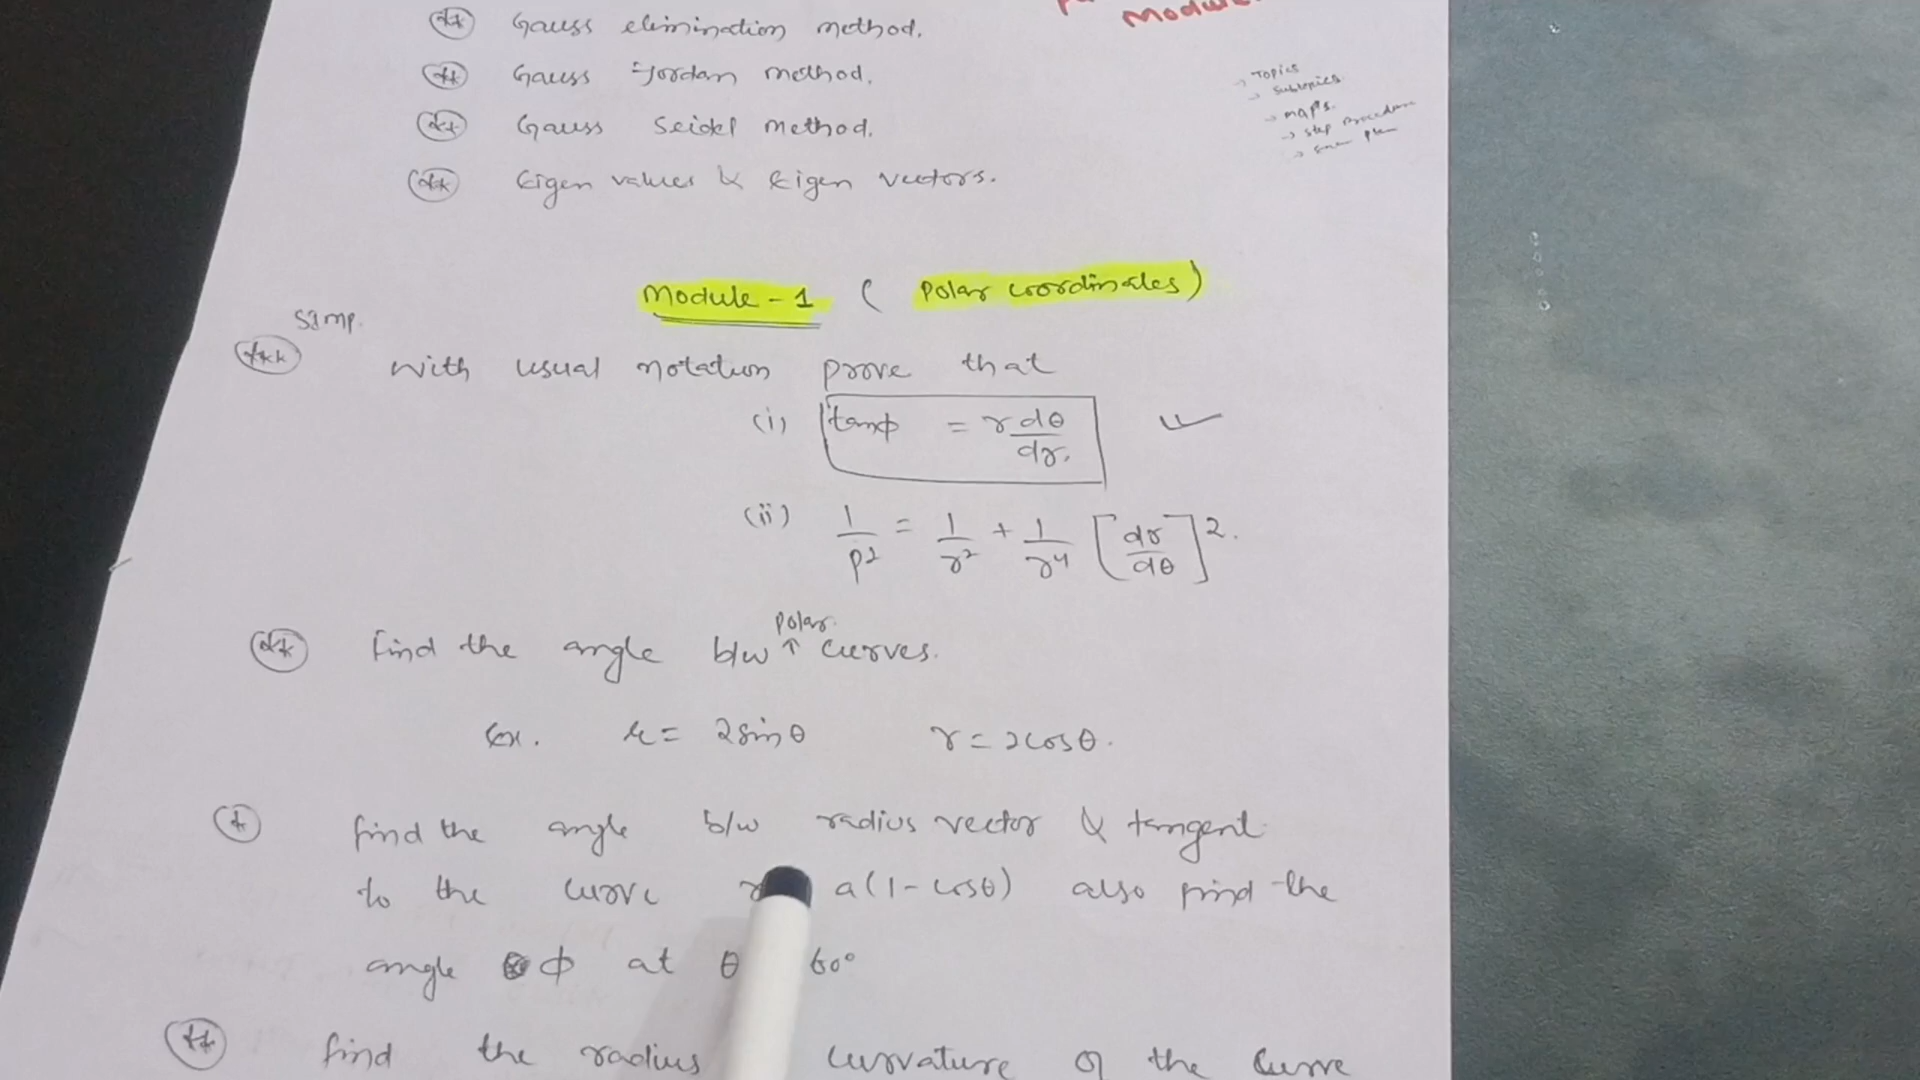 Gauss elimination method.
Gauss Jordan method.
Gauss Seidel method.
Eigen values & Eigen vectors.
Topics
Subtopics
maps.
step procedure
Module - 1 ( Polar coordinates)
With usual notation prove that
(i) tanφ = r dθ/dr.
(ii) 1/p² = 1/r² + 1/r⁴ [dr/dθ]².
find the angle b/w polar curves.
Ex. r = 2sinθ r = 2cosθ.
find the angle b/w radius vector & tangent
to the curve r a(1 - cosθ) also find the
angle φ at θ 60°
find the radius curvature of the curve